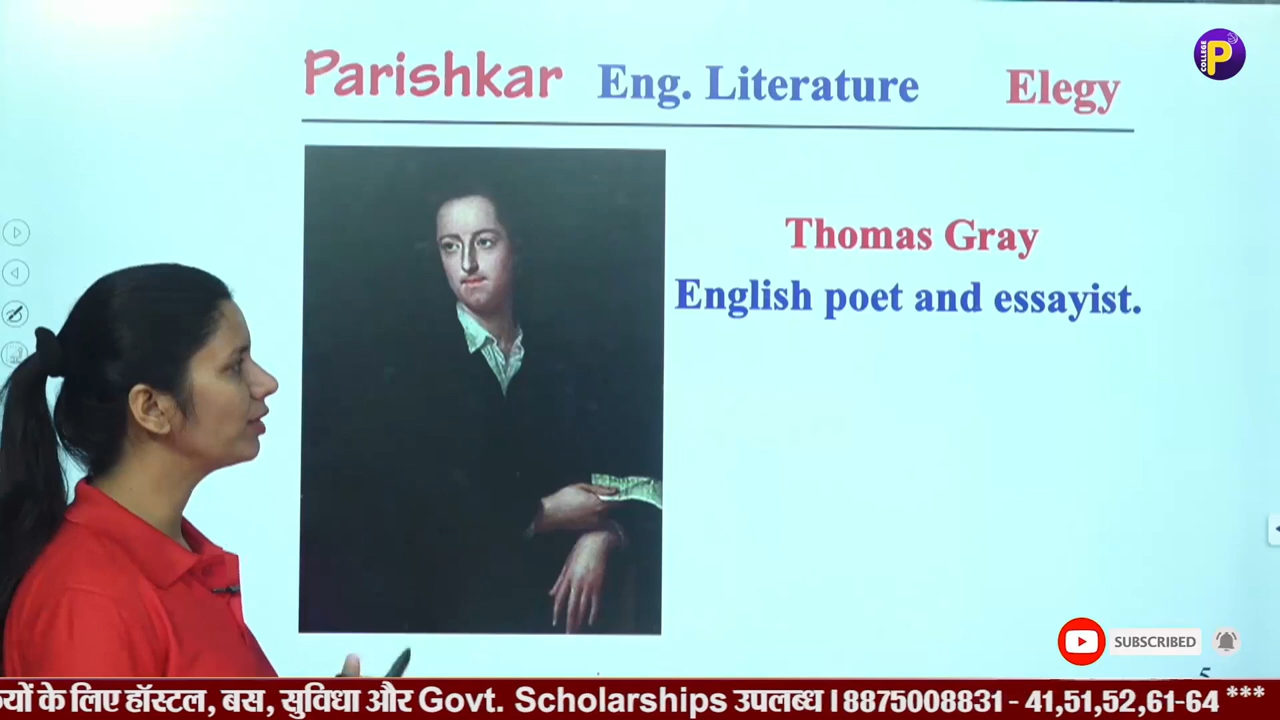 Parishkar Eng. Literature Elegy
COLLEGE P
Thomas Gray
English poet and essayist.
SUBSCRIBED
के लिए हॉस्टल, बस, सुविधा और Govt. Scholarships उपलब्ध । 8875008831 - 41,51,52,61-64 ***